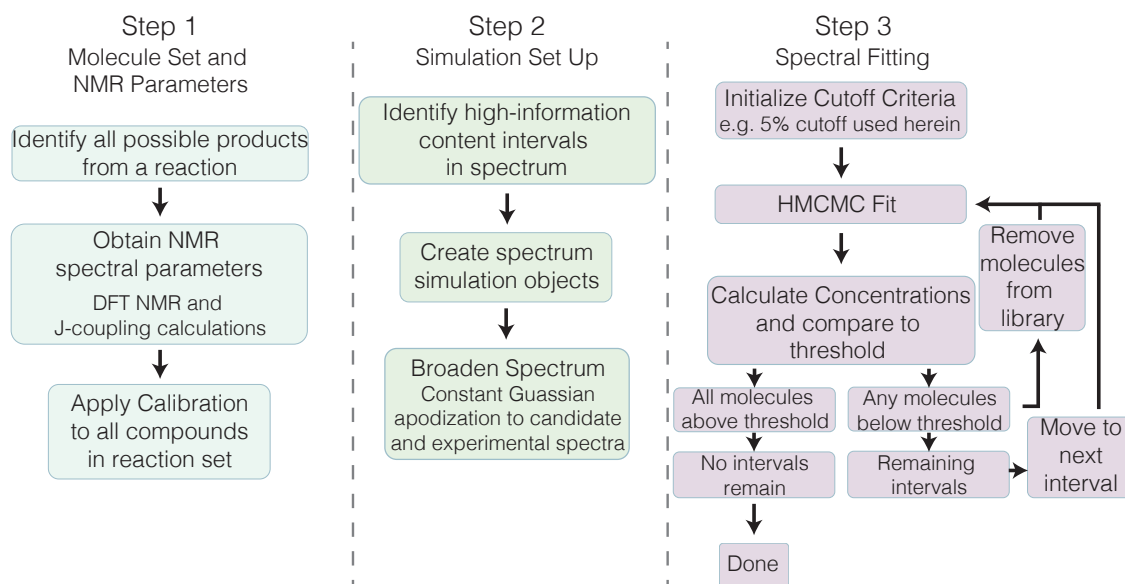 Step 1
Molecule Set and
NMR Parameters
Identify all possible products
from a reaction
Obtain NMR
spectral parameters
DFT NMR and
J-coupling calculations
Apply Calibration
to all compounds
in reaction set
Step 2
Simulation Set Up
Identify high-information
content intervals
in spectrum
Create spectrum
simulation objects
Broaden Spectrum
Constant Guassian
apodization to candidate
and experimental spectra
Step 3
Spectral Fitting
Initialize Cutoff Criteria
e.g. 5% cutoff used herein
HMCMC Fit
Remove
molecules
from
library
Calculate Concentrations
and compare to
threshold
All molecules
above threshold
Any molecules
below threshold
No intervals
remain
Remaining
intervals
Move to
next
interval
Done